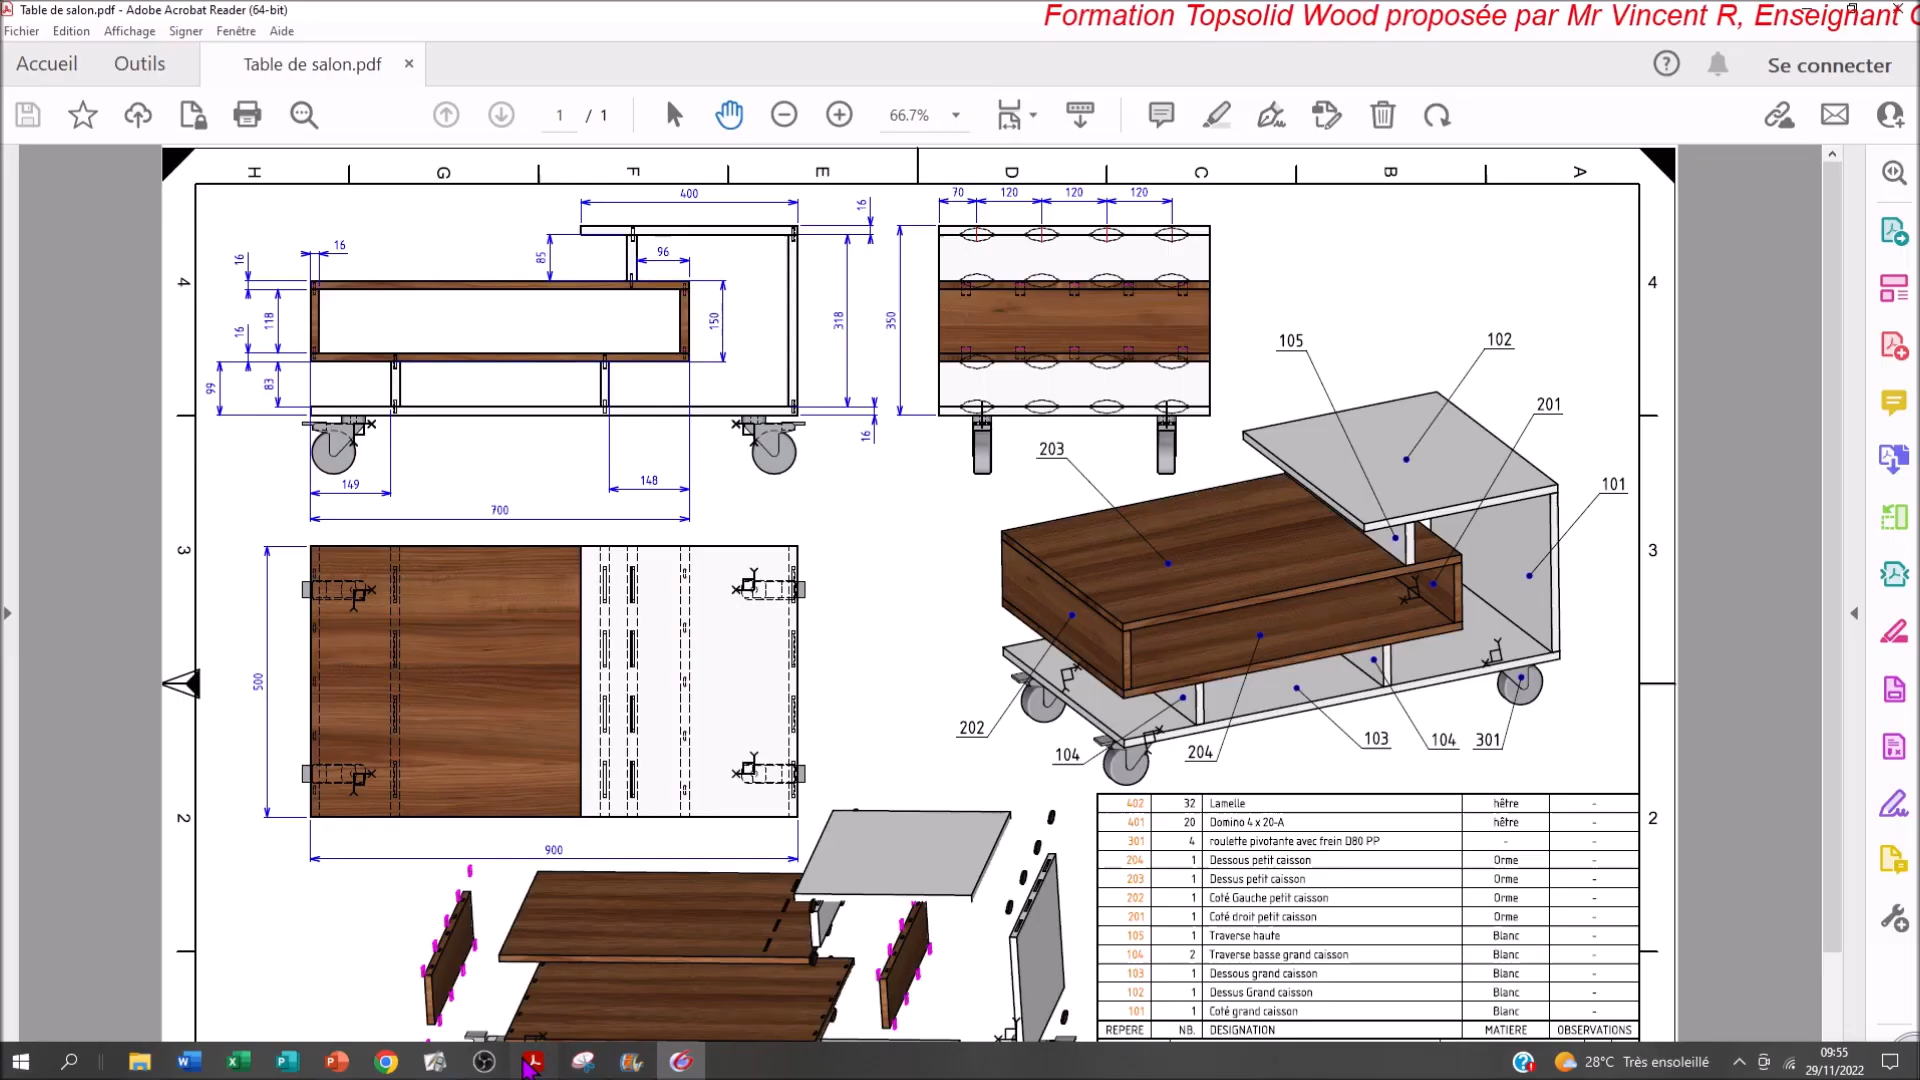 Table de salon.pdf - Adobe Acrobat Reader (64-bit)
Formation Topsolid Wood proposée par Mr Vincent R, Enseignant
Fichier Edition Affichage Signer Fenêtre Aide
Accueil Outils Table de salon.pdf × Se connecter
1 / 1 66.7%
H G F E D C B A
400 16 70 120 120 120
16 16 85 96
4 118 16 150 318 350 4
99 83 16
105 102
201
203
149 148
101
700
3 3
500
202 104 204 103 104 301
2 2
900
402 32 Lamelle hêtre -
401 20 Domino 4 x 20-A hêtre -
301 4 roulette pivotante avec frein D80 PP - -
204 1 Dessous petit caisson Orme -
203 1 Dessus petit caisson Orme -
202 1 Coté Gauche petit caisson Orme -
201 1 Coté droit petit caisson Orme -
105 1 Traverse haute Blanc -
104 2 Traverse basse grand caisson Blanc -
103 1 Dessous grand caisson Blanc -
102 1 Dessus Grand caisson Blanc -
101 1 Coté grand caisson Blanc -
REPERE NB. DESIGNATION MATIERE OBSERVATIONS
28°C Très ensoleillé
09:55
29/11/2022